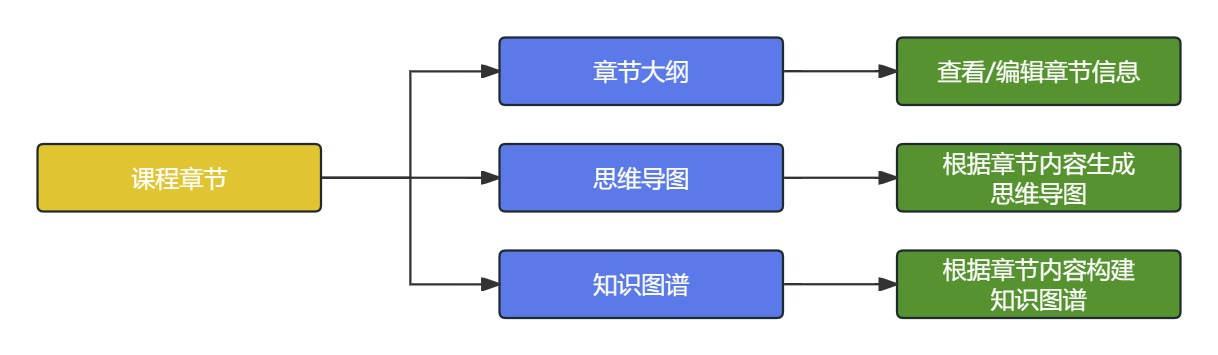 课程章节
章节大纲
查看/编辑章节信息
思维导图
根据章节内容生成
思维导图
知识图谱
根据章节内容构建
知识图谱